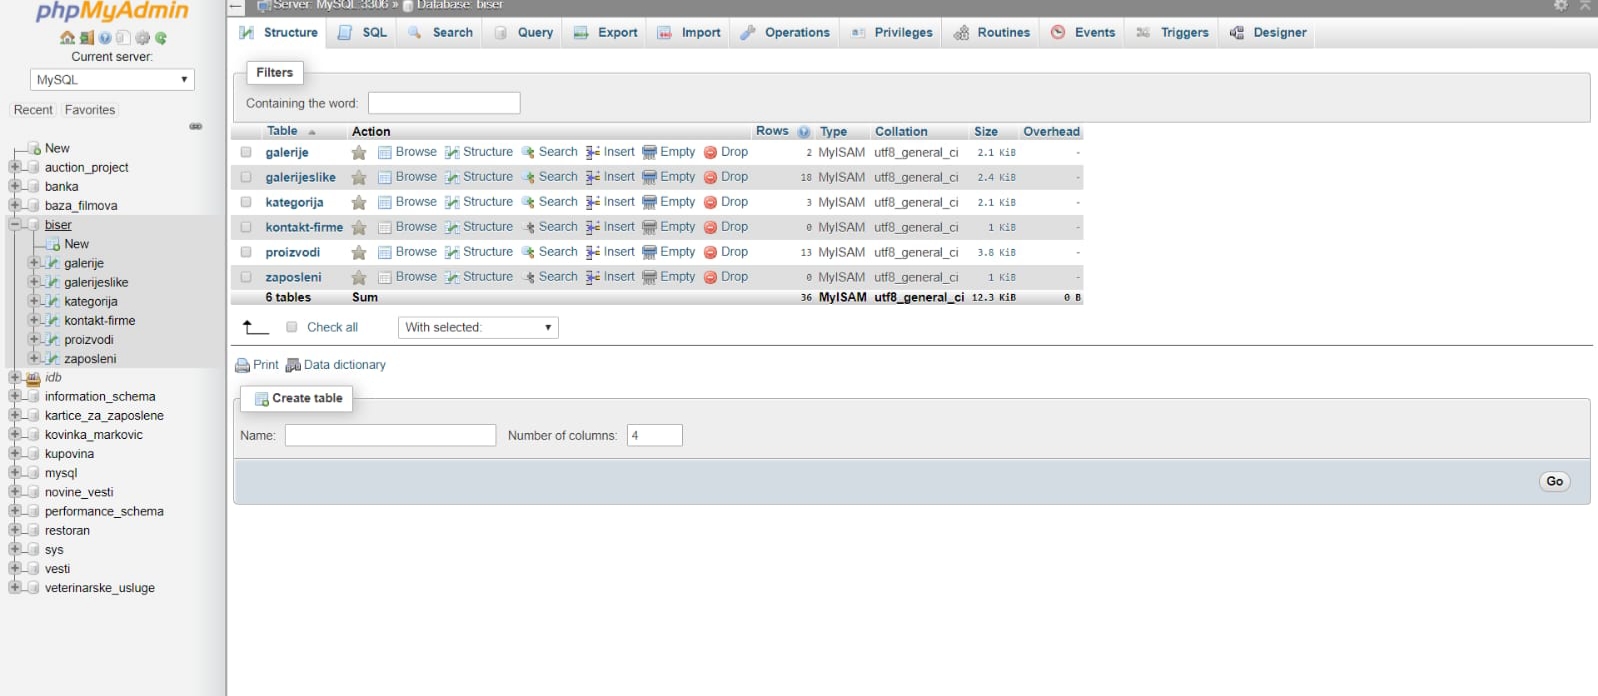 phpMyAdmin
Current server:
MySQL
Recent Favorites
New
auction_project
banka
baza_filmova
biser
New
galerije
galerijeslike
kategorija
kontakt-firme
proizvodi
zaposleni
idb
information_schema
kartice_za_zaposlene
kovinka_markovic
kupovina
mysql
novine_vesti
performance_schema
restoran
sys
vesti
veterinarske_usluge
Server: MySQL:3306 » Database: biser
Structure SQL Search Query Export Import Operations Privileges Routines Events Triggers Designer
Filters
Containing the word:
Table Action Rows Type Collation Size Overhead
galerije Browse Structure Search Insert Empty Drop 2 MyISAM utf8_general_ci 2.1 KiB -
galerijeslike Browse Structure Search Insert Empty Drop 18 MyISAM utf8_general_ci 2.4 KiB -
kategorija Browse Structure Search Insert Empty Drop 3 MyISAM utf8_general_ci 2.1 KiB -
kontakt-firme Browse Structure Search Insert Empty Drop 0 MyISAM utf8_general_ci 1 KiB -
proizvodi Browse Structure Search Insert Empty Drop 13 MyISAM utf8_general_ci 3.8 KiB -
zaposleni Browse Structure Search Insert Empty Drop 0 MyISAM utf8_general_ci 1 KiB -
6 tables Sum 36 MyISAM utf8_general_ci 12.3 KiB 0 B
Check all With selected:
Print Data dictionary
Create table
Name: Number of columns: 4
Go